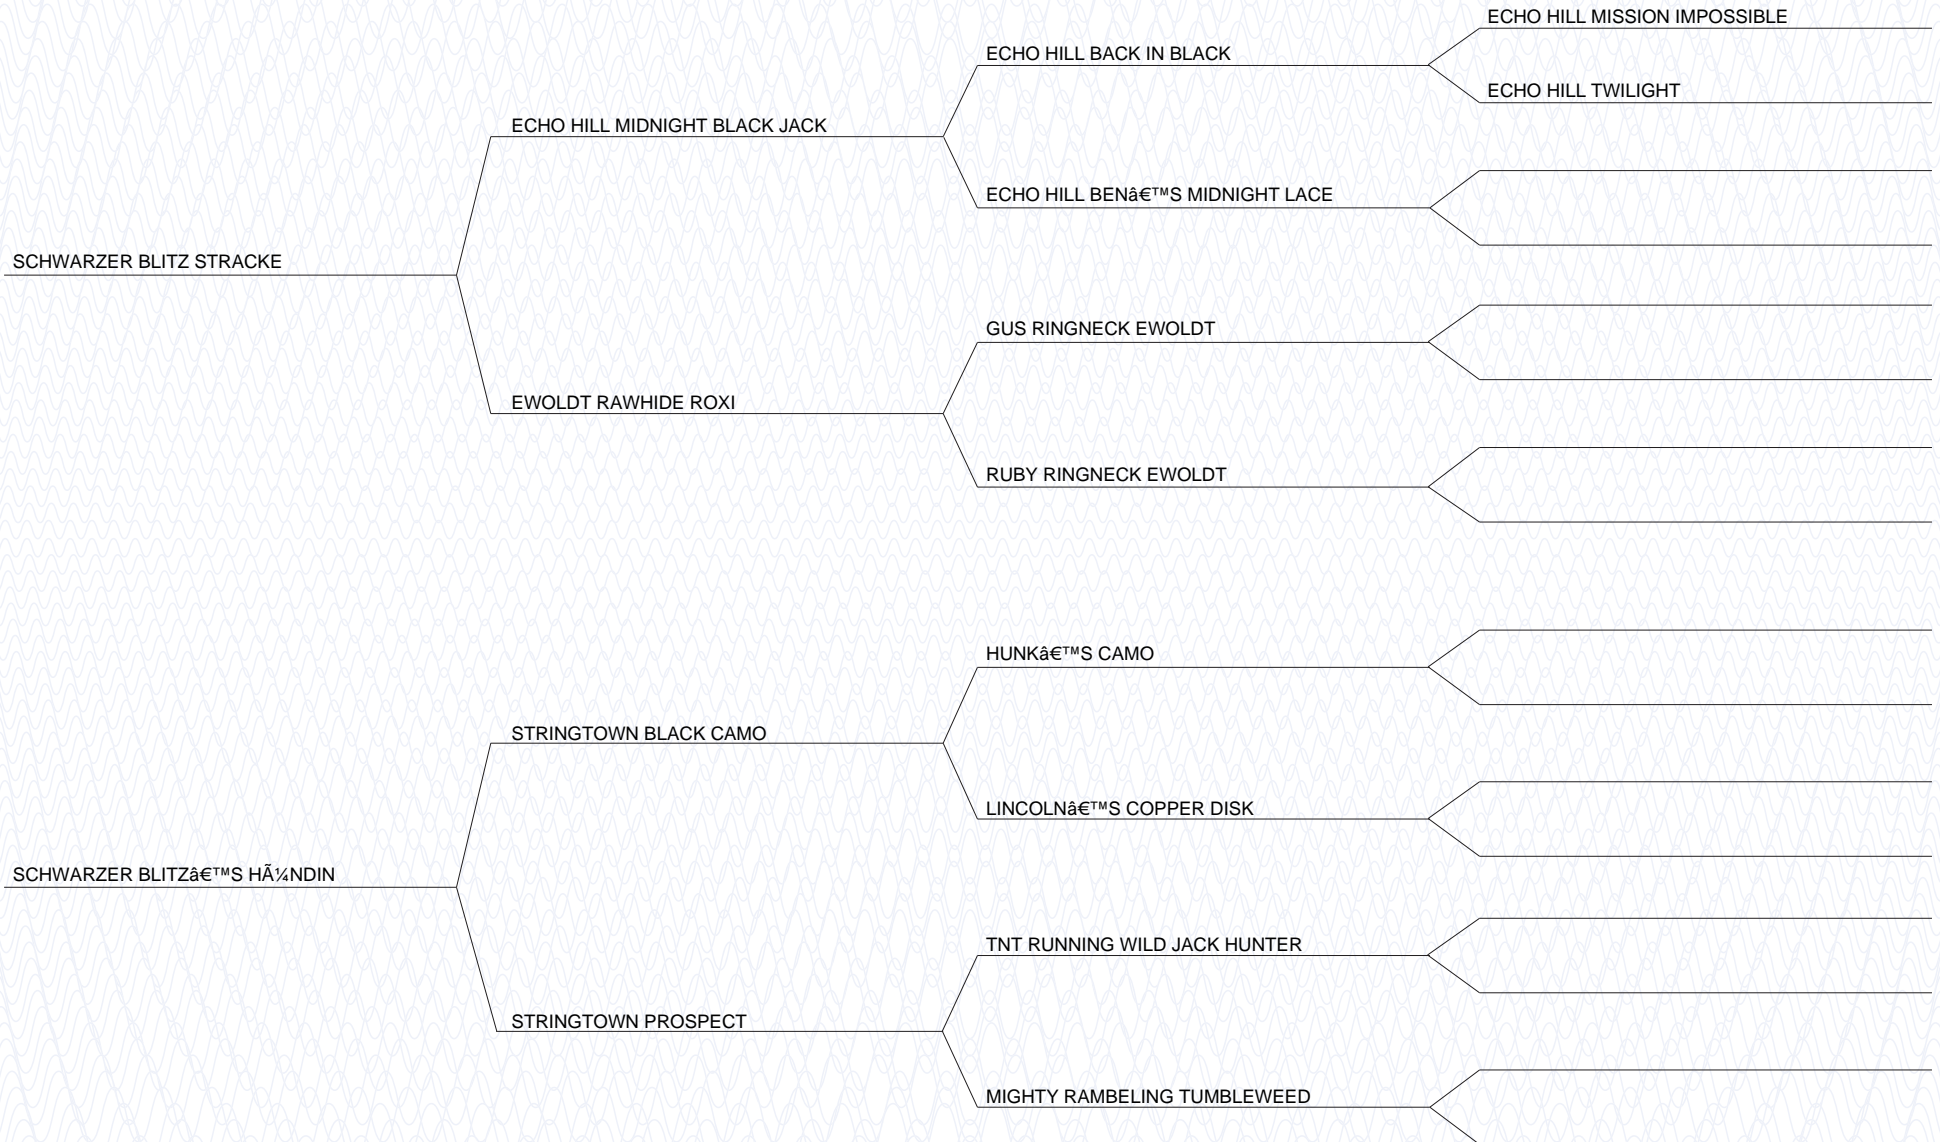 ECHO HILL MISSION IMPOSSIBLE
ECHO HILL BACK IN BLACK
ECHO HILL TWILIGHT
ECHO HILL MIDNIGHT BLACK JACK
ECHO HILL BENâ€™S MIDNIGHT LACE
SCHWARZER BLITZ STRACKE
GUS RINGNECK EWOLDT
EWOLDT RAWHIDE ROXI
RUBY RINGNECK EWOLDT
HUNKâ€™S CAMO
STRINGTOWN BLACK CAMO
LINCOLNâ€™S COPPER DISK
SCHWARZER BLITZâ€™S HÃ¼NDIN
TNT RUNNING WILD JACK HUNTER
STRINGTOWN PROSPECT
MIGHTY RAMBELING TUMBLEWEED